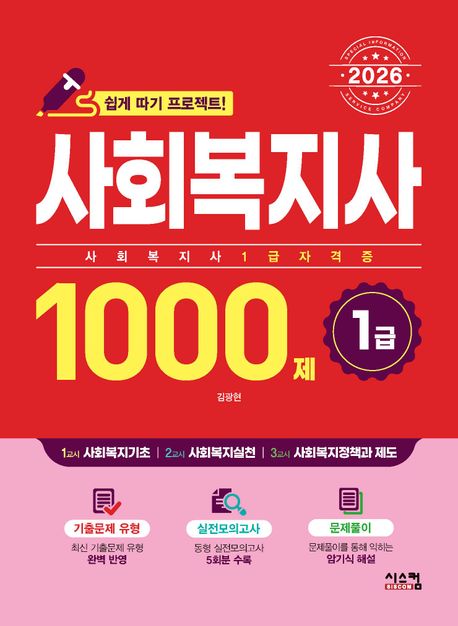 SPECIAL INFORMATION
2026
SERVICE COMPANY
쉽게 따기 프로젝트!
사회복지사
사회복지사1급자격증
1000제
1급
김광현
1교시 사회복지기초 | 2교시 사회복지실천 | 3교시 사회복지정책과 제도
기출문제 유형
최신 기출문제 유형
완벽 반영
실전모의고사
동형 실전모의고사
5회분 수록
문제풀이
문제풀이를 통해 익히는
암기식 해설
시스컴
SISCOM